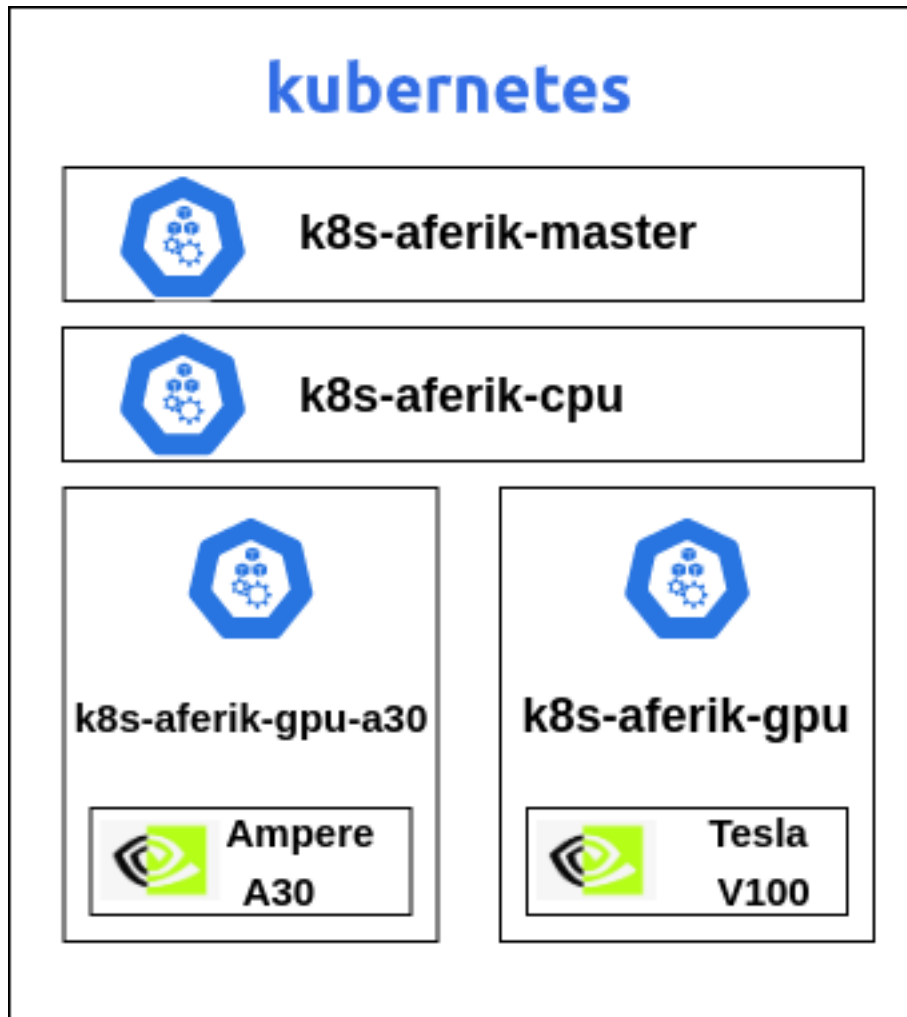 kubernetes
k8s-aferik-master
k8s-aferik-cpu
k8s-aferik-gpu-a30
Ampere
A30
k8s-aferik-gpu
Tesla
V100